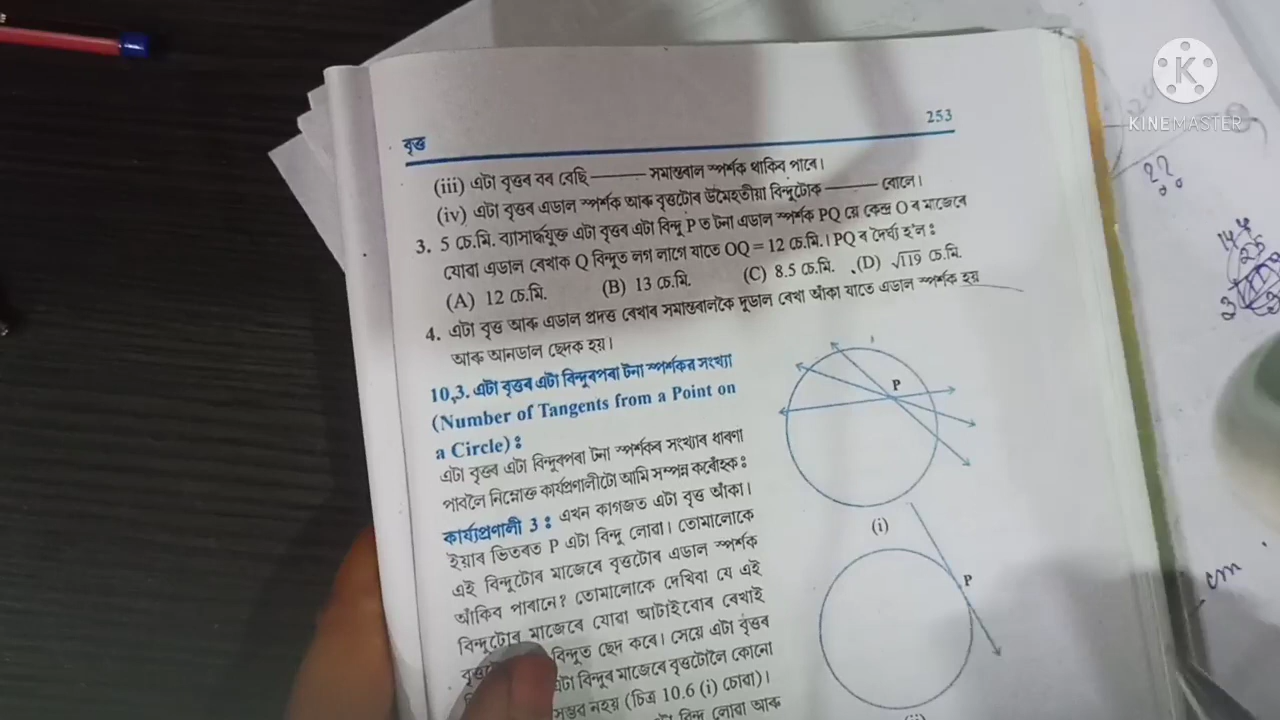 KINEMASTER
253
বৃত্ত
(iii) এটা বৃত্তৰ বৰ বেছি ——— সমান্তৰাল স্পৰ্শক থাকিব পাৰে।
(iv) এটা বৃত্তৰ এডাল স্পৰ্শক আৰু বৃত্তটোৰ উমৈহতীয়া বিন্দুটোক ——— বোলে।
3. 5 চে.মি. ব্যাসাৰ্দ্ধযুক্ত এটা বৃত্তৰ এটা বিন্দু P ত টনা এডাল স্পৰ্শক PQ য়ে কেন্দ্ৰ O ৰ মাজেৰে
যোৱা এডাল ৰেখাক Q বিন্দুত লগ লাগে যাতে OQ = 12 চে.মি.। PQ ৰ দৈৰ্ঘ্য হ'ল :
(A) 12 চে.মি. (B) 13 চে.মি. (C) 8.5 চে.মি. (D) √119 চে.মি.
4. এটা বৃত্ত আৰু এডাল প্ৰদত্ত ৰেখাৰ সমান্তৰালকৈ দুডাল ৰেখা আঁকা যাতে এডাল স্পৰ্শক হয়
আৰু আনডাল ছেদক হয়।
10.3. এটা বৃত্তৰ এটা বিন্দুৰপৰা টনা স্পৰ্শকৰ সংখ্যা
(Number of Tangents from a Point on
a Circle) :
এটা বৃত্তৰ এটা বিন্দুৰপৰা টনা স্পৰ্শকৰ সংখ্যাৰ ধাৰণা
পাবলৈ নিম্নোক্ত কাৰ্যপ্ৰণালীটো আমি সম্পন্ন কৰোঁহক :
কাৰ্য্যপ্ৰণালী 3 : এখন কাগজত এটা বৃত্ত আঁকা।
ইয়াৰ ভিতৰত P এটা বিন্দু লোৱা। তোমালোকে
এই বিন্দুটোৰ মাজেৰে বৃত্তটোৰ এডাল স্পৰ্শক
আঁকিব পাৰানে? তোমালোকে দেখিবা যে এই
বিন্দুটোৰ মাজেৰে যোৱা আটাইবোৰ ৰেখাই
বিন্দুত ছেদ কৰে। সেয়ে এটা বৃত্তৰ
এটা বিন্দুৰ মাজেৰে বৃত্তটোলৈ কোনো
সম্ভৱ নহয় (চিত্ৰ 10.6 (i) চোৱা)।
বিন্দু লোৱা আৰু
P
(i)
P
(ii)
??
cm